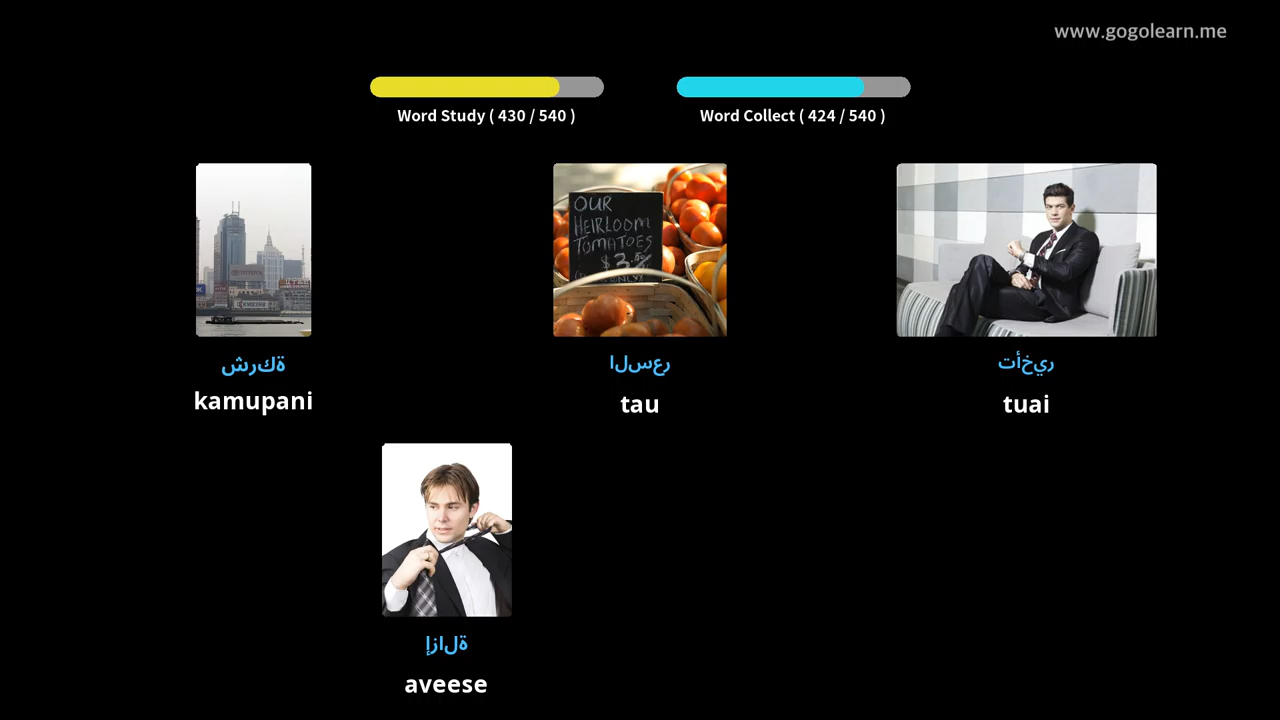 www.gogolearn.me
Word Study ( 430 / 540 )
Word Collect ( 424 / 540 )
OUR
HEIRLOOM
TOMATOES
شركة
السعر
تأخير
kamupani
tau
tuai
إزالة
aveese